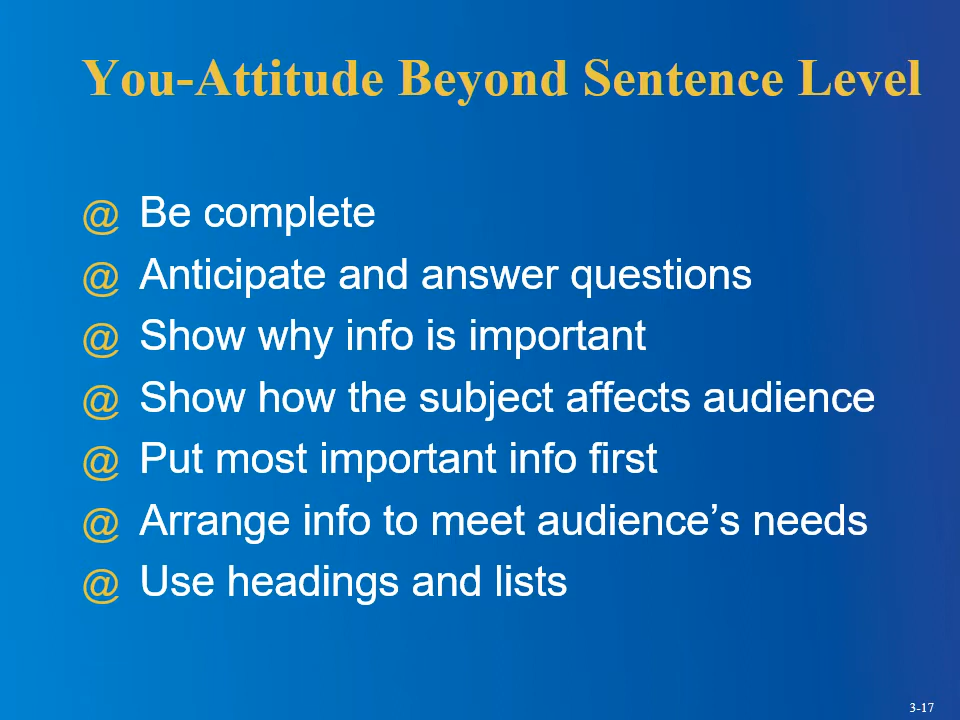 You-Attitude Beyond Sentence Level
@ Be complete
@ Anticipate and answer questions
@ Show why info is important
@ Show how the subject affects audience
@ Put most important info first
@ Arrange info to meet audience’s needs
@ Use headings and lists
3-17